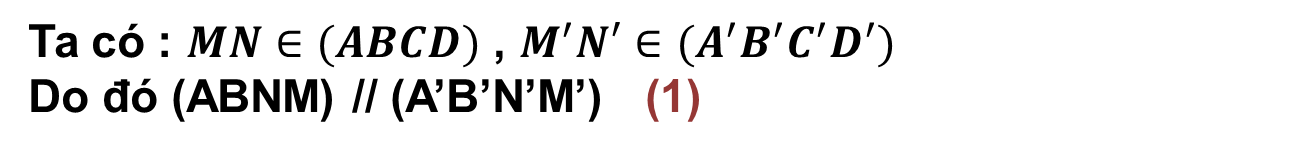 Ta có : 𝑴𝑵 ∈ (𝑨𝑩𝑪𝑫) , 𝑴′𝑵′ ∈ (𝑨′𝑩′𝑪′𝑫′)
Do đó (ABNM) // (A’B’N’M’) (1)